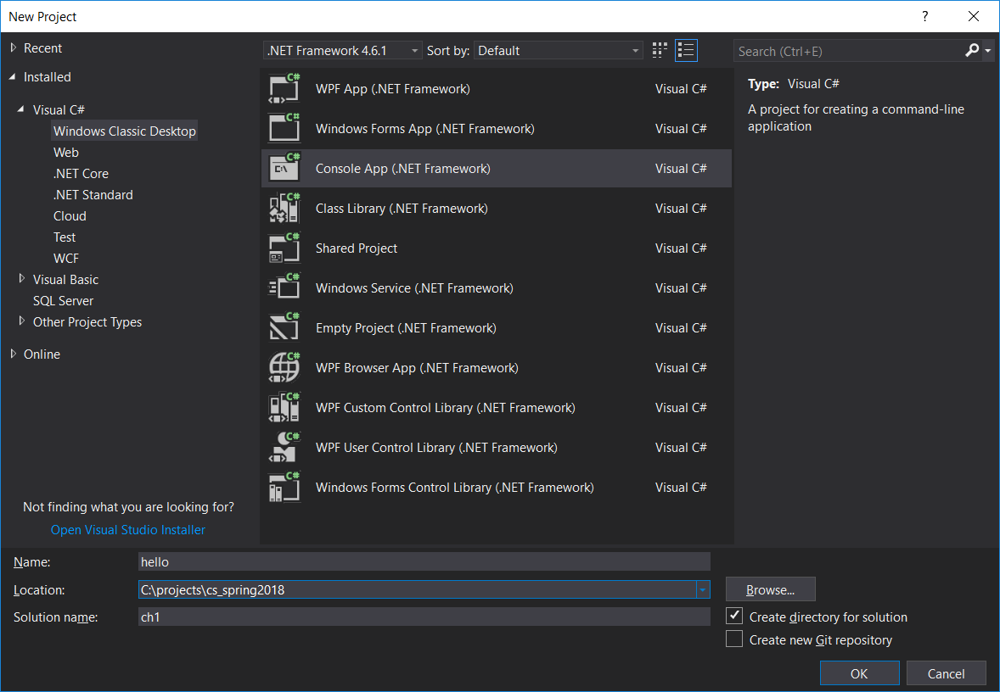 New Project
?
Recent
Installed
Visual C#
Windows Classic Desktop
Web
.NET Core
.NET Standard
Cloud
Test
WCF
Visual Basic
SQL Server
Other Project Types
Online
Not finding what you are looking for?
Open Visual Studio Installer
.NET Framework 4.6.1 Sort by: Default
C# WPF App (.NET Framework) Visual C#
C# Windows Forms App (.NET Framework) Visual C#
C# C:\ Console App (.NET Framework) Visual C#
C# Class Library (.NET Framework) Visual C#
C# Shared Project Visual C#
C# Windows Service (.NET Framework) Visual C#
C# Empty Project (.NET Framework) Visual C#
C# WPF Browser App (.NET Framework) Visual C#
C# WPF Custom Control Library (.NET Framework) Visual C#
C# WPF User Control Library (.NET Framework) Visual C#
C# Windows Forms Control Library (.NET Framework) Visual C#
Search (Ctrl+E)
Type: Visual C#
A project for creating a command-line
application
Name: hello
Location: C:\projects\cs_spring2018 Browse...
Solution name: ch1
Create directory for solution
Create new Git repository
OK Cancel